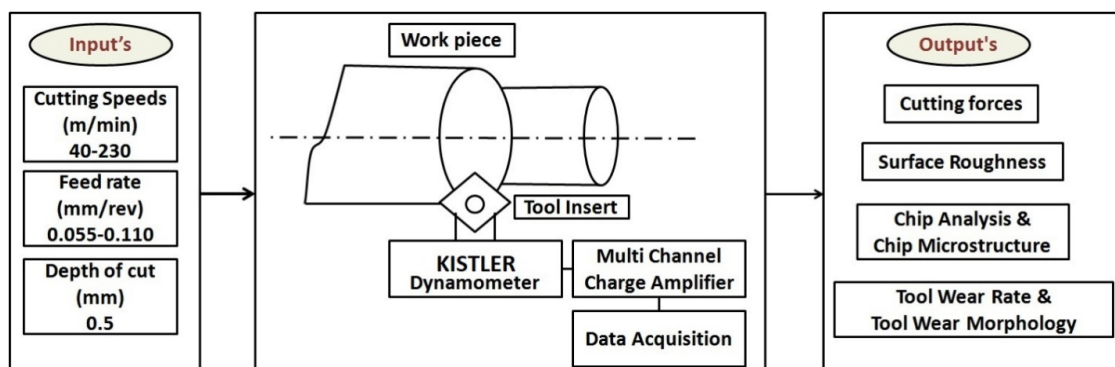 Input’s
Cutting Speeds
(m/min)
40-230
Feed rate
(mm/rev)
0.055-0.110
Depth of cut
(mm)
0.5
Work piece
Tool Insert
KISTLER
Dynamometer
Multi Channel
Charge Amplifier
Data Acquisition
Output's
Cutting forces
Surface Roughness
Chip Analysis &
Chip Microstructure
Tool Wear Rate &
Tool Wear Morphology